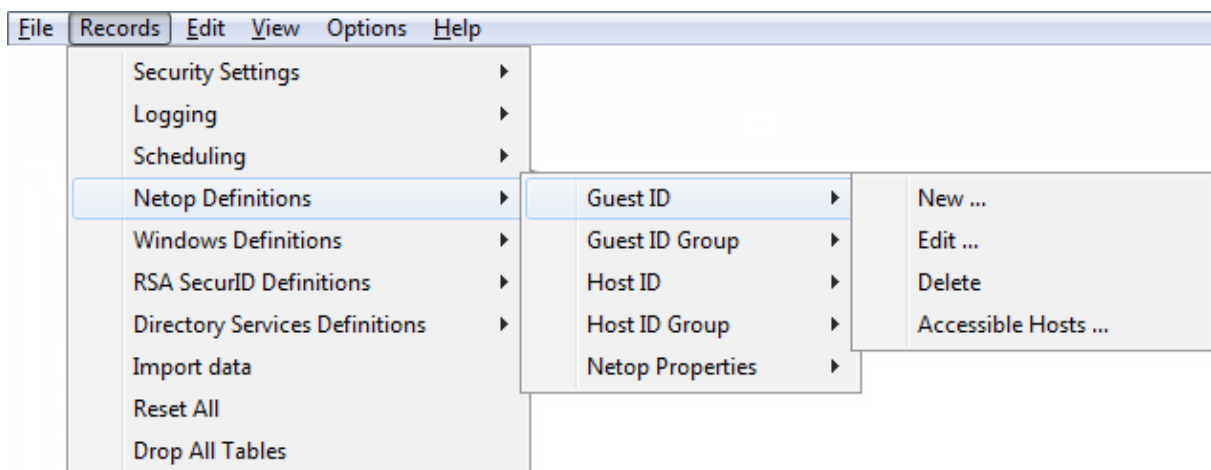 File Records Edit View Options Help
Security Settings
Logging
Scheduling
Netop Definitions
Windows Definitions
RSA SecurID Definitions
Directory Services Definitions
Import data
Reset All
Drop All Tables
Guest ID
Guest ID Group
Host ID
Host ID Group
Netop Properties
New ...
Edit ...
Delete
Accessible Hosts ...